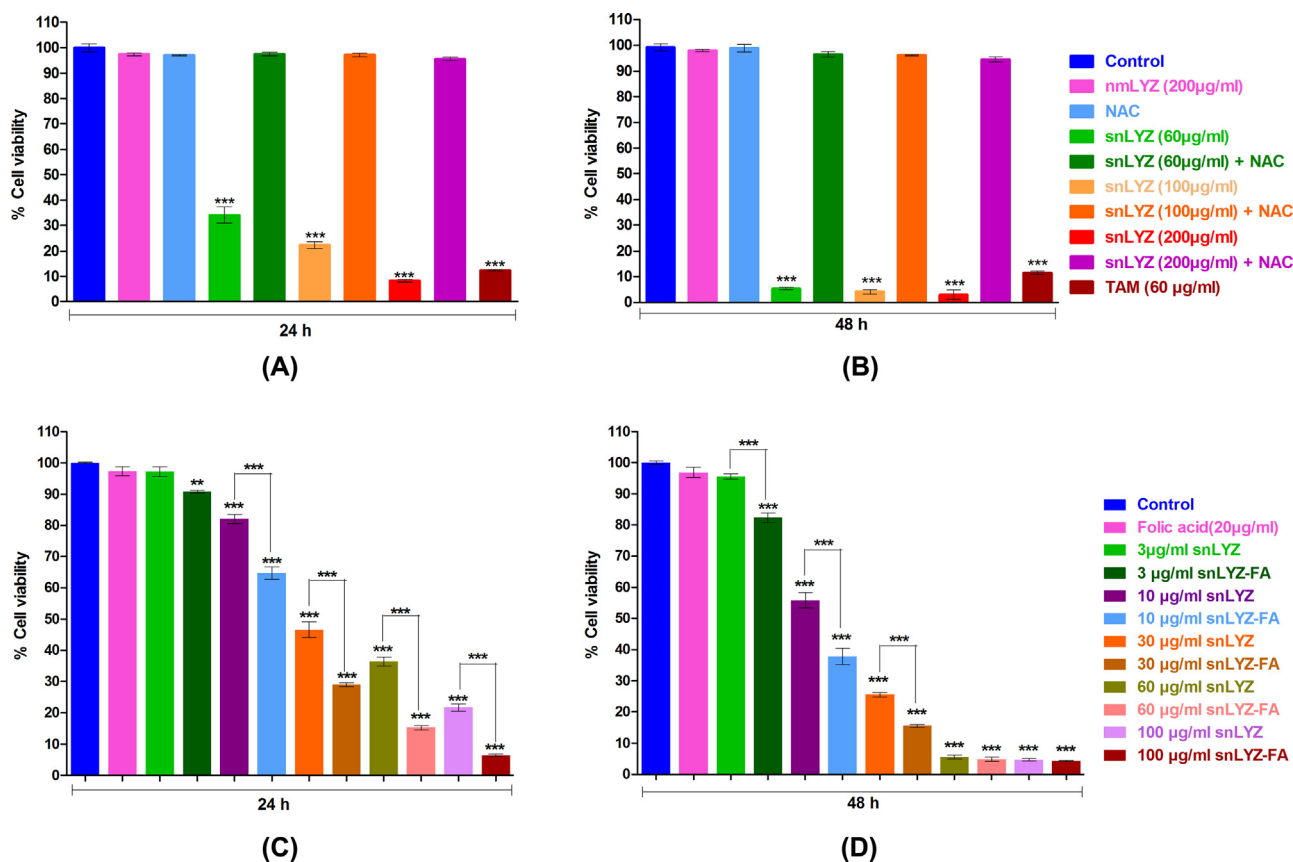 110
100
90
80
70
60
50
40
30
20
10
0
% Cell viability
***
***
***
***
24 h
(A)
110
100
90
80
70
60
50
40
30
20
10
0
% Cell viability
***
***
***
***
48 h
(B)
Control
nmLYZ (200µg/ml)
NAC
snLYZ (60µg/ml)
snLYZ (60µg/ml) + NAC
snLYZ (100µg/ml)
snLYZ (100µg/ml) + NAC
snLYZ (200µg/ml)
snLYZ (200µg/ml) + NAC
TAM (60 µg/ml)
110
100
90
80
70
60
50
40
30
20
10
0
% Cell viability
**
***
***
***
***
***
***
***
***
***
***
***
***
24 h
(C)
110
100
90
80
70
60
50
40
30
20
10
0
% Cell viability
***
***
***
***
***
***
***
***
***
***
***
***
48 h
(D)
Control
Folic acid(20µg/ml)
3µg/ml snLYZ
3 µg/ml snLYZ-FA
10 µg/ml snLYZ
10 µg/ml snLYZ-FA
30 µg/ml snLYZ
30 µg/ml snLYZ-FA
60 µg/ml snLYZ
60 µg/ml snLYZ-FA
100 µg/ml snLYZ
100 µg/ml snLYZ-FA